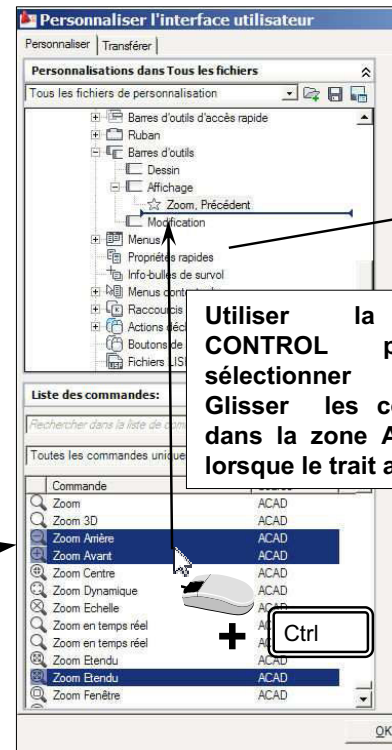 Personnaliser l'interface utilisateur
Personnaliser Transférer
Personnalisations dans Tous les fichiers
Tous les fichiers de personnalisation
Barres d'outils d'accès rapide
Ruban
Barres d'outils
Dessin
Affichage
Zoom, Précédent
Modification
Menus
Propriétés rapides
Info-bulles de survol
Menus
Raccourcis
Actions
Boutons de
Fichiers
Utiliser la
CONTROL
sélectionner
Glisser les
dans la zone
lorsque le trait
Liste des commandes:
Rechercher dans la liste de
Toutes les commandes
Commande
Zoom ACAD
Zoom 3D ACAD
Zoom Arrière ACAD
Zoom Avant ACAD
Zoom Centre ACAD
Zoom Dynamique ACAD
Zoom Echelle ACAD
Zoom en temps réel ACAD
Zoom en temps réel
Zoom Etendu ACAD
Zoom Etendu ACAD
Zoom Fenêtre ACAD
+ Ctrl
OK